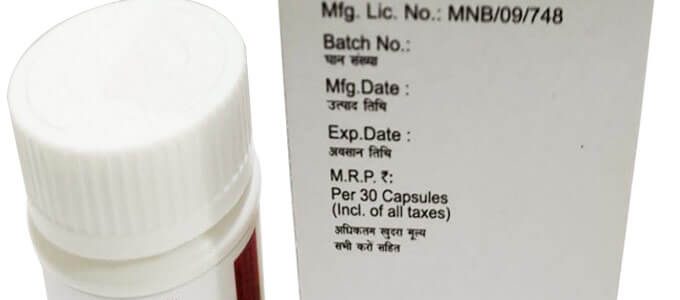 Mfg. Lic. No.: MNB/09/748
Batch No.:
घान संख्या
Mfg.Date :
उत्पाद तिथि
Exp.Date :
अवसान तिथि
M.R.P. ₹:
Per 30 Capsules
(Incl. of all taxes)
अधिकतम खुदरा मूल्य
सभी करों सहित